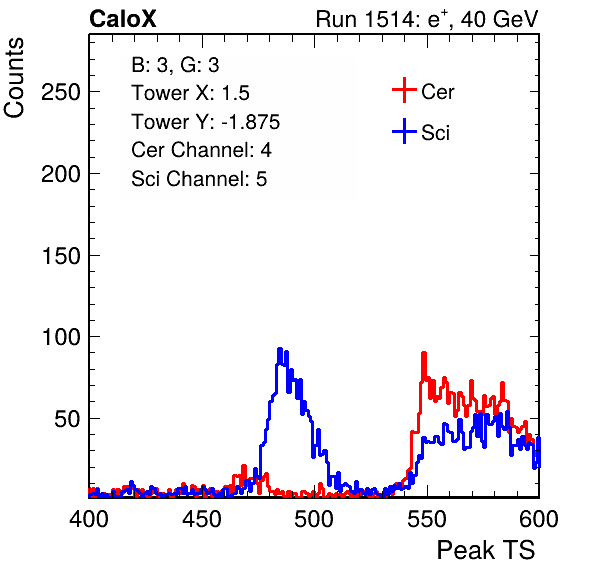 CaloX Run 1514: e⁺, 40 GeV
Counts
B: 3, G: 3
Tower X: 1.5
Tower Y: -1.875
Cer Channel: 4
Sci Channel: 5
Cer
Sci
250
200
150
100
50
400 450 500 550 600
Peak TS